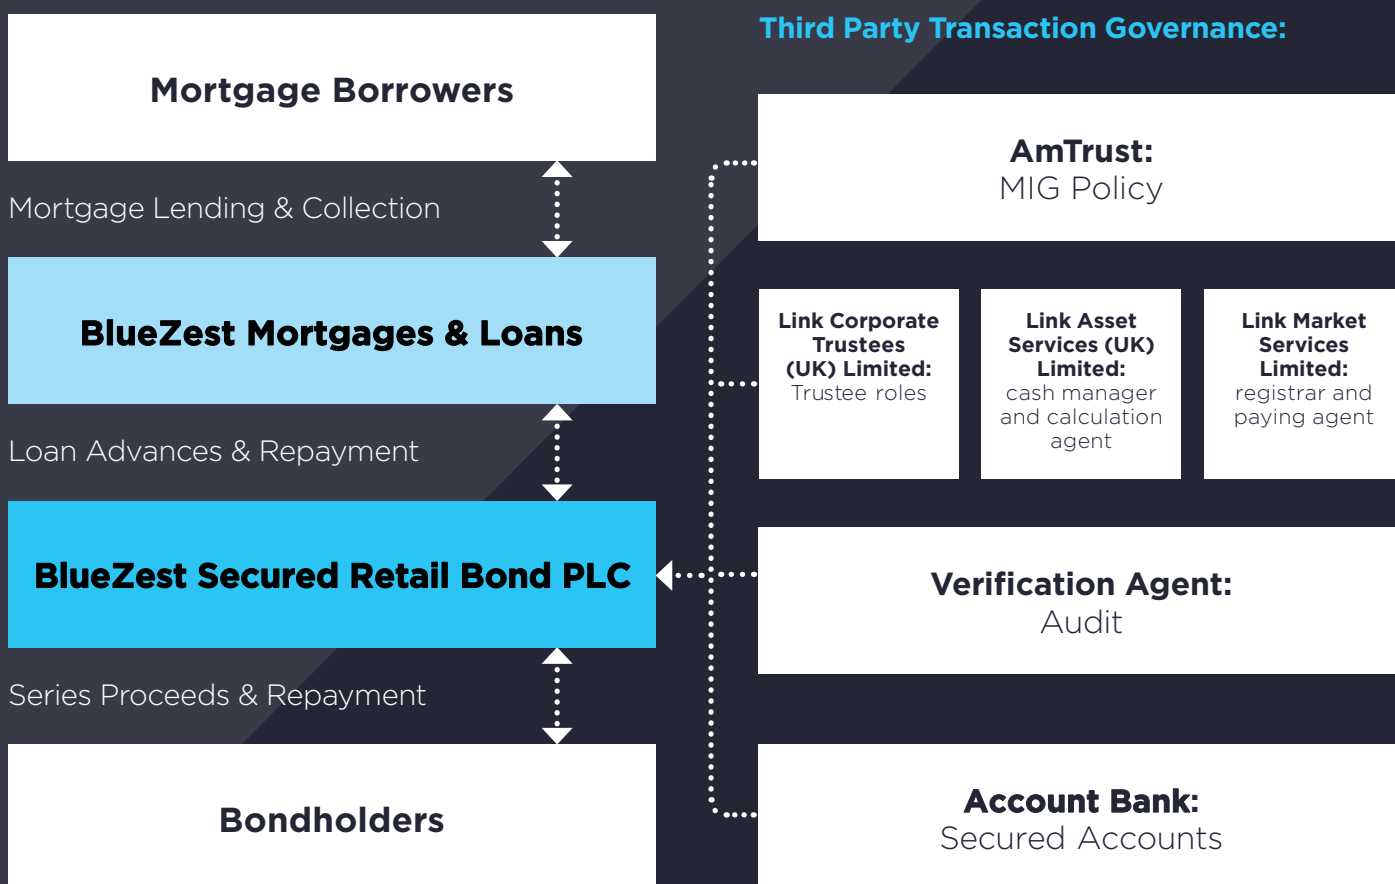 Mortgage Borrowers
Mortgage Lending & Collection
BlueZest Mortgages & Loans
Loan Advances & Repayment
BlueZest Secured Retail Bond PLC
Series Proceeds & Repayment
Bondholders
Third Party Transaction Governance:
AmTrust:
MIG Policy
Link Corporate
Trustees
(UK) Limited:
Trustee roles
Link Asset
Services (UK)
Limited:
cash manager
and calculation
agent
Link Market
Services
Limited:
registrar and
paying agent
Verification Agent:
Audit
Account Bank:
Secured Accounts